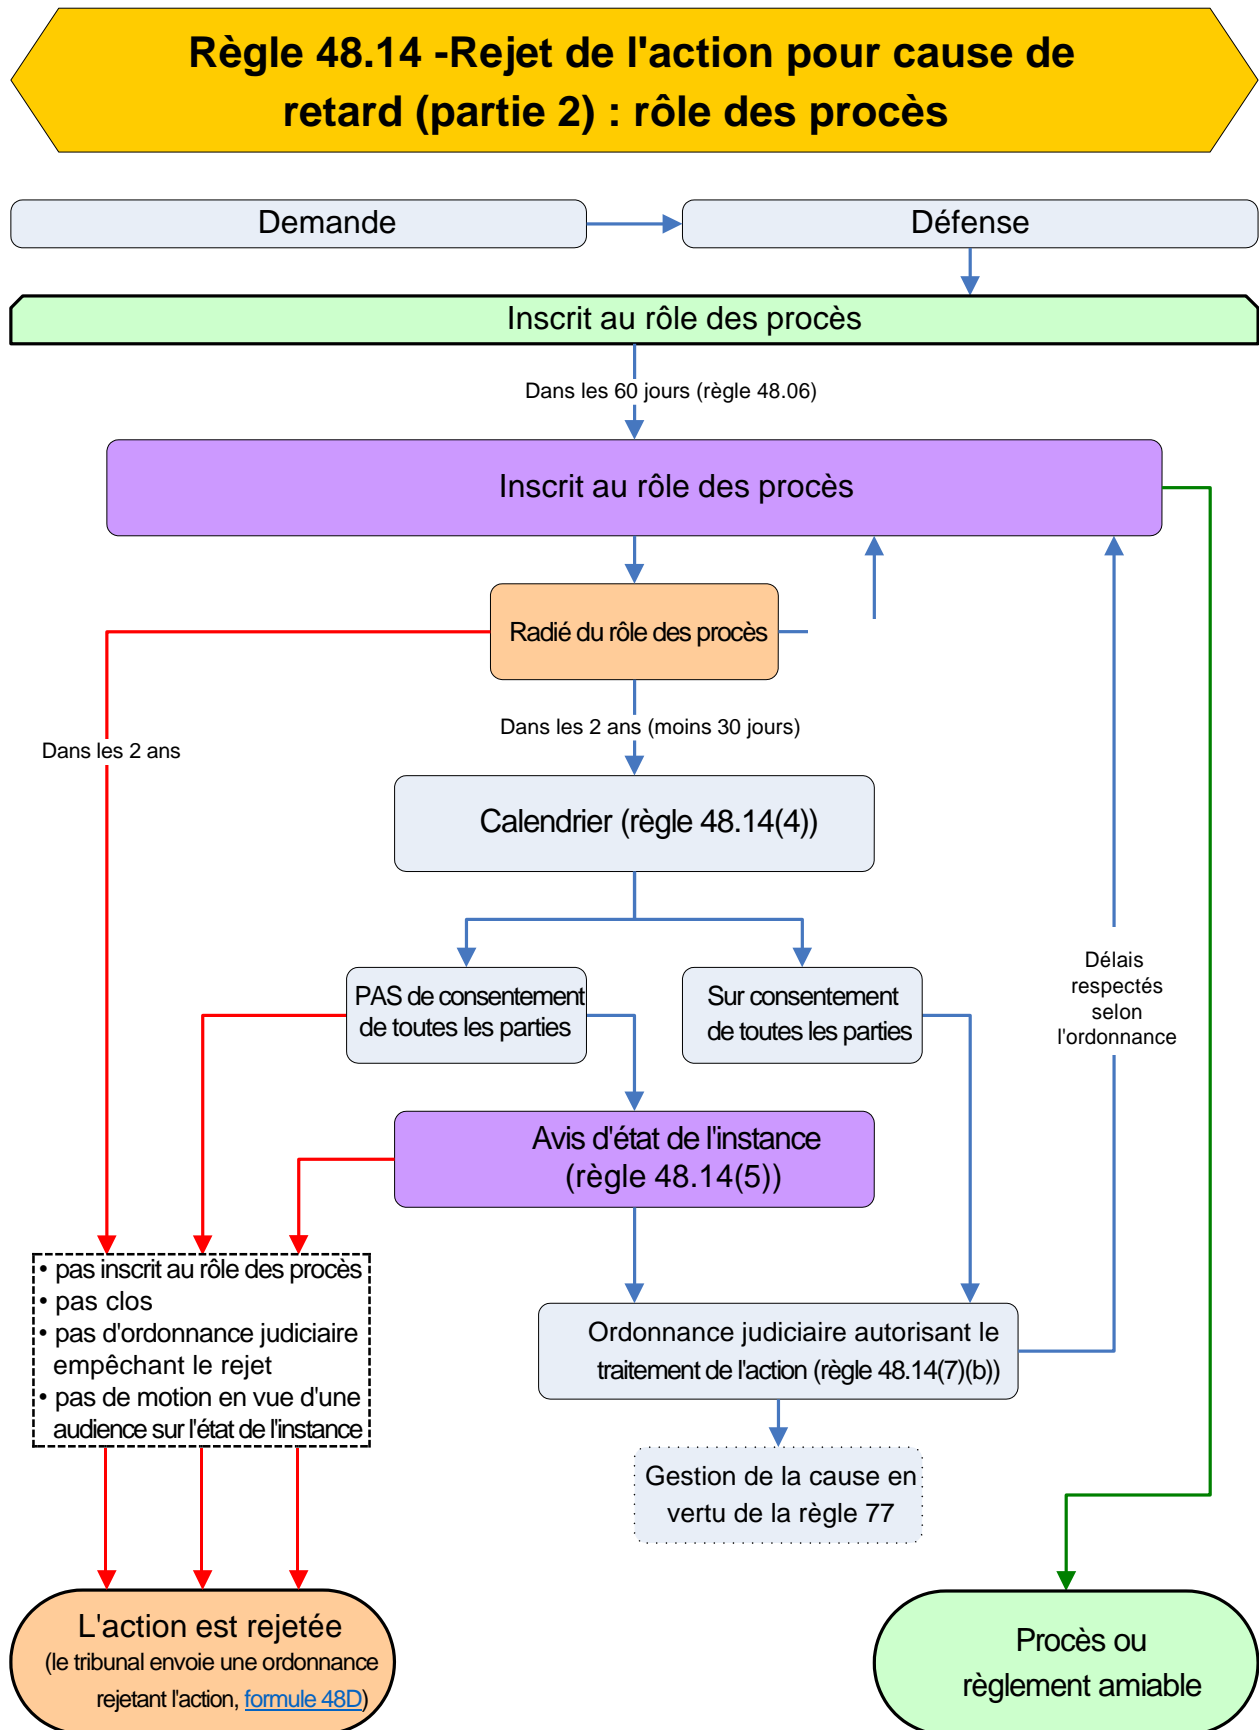 Règle 48.14 -Rejet de l'action pour cause de
retard (partie 2) : rôle des procès
Demande
Défense
Inscrit au rôle des procès
Dans les 60 jours (règle 48.06)
Inscrit au rôle des procès
Radié du rôle des procès
Dans les 2 ans (moins 30 jours)
Dans les 2 ans
Calendrier (règle 48.14(4))
PAS de consentement
de toutes les parties
Sur consentement
de toutes les parties
Délais
respectés
selon
l'ordonnance
Avis d'état de l'instance
(règle 48.14(5))
• pas inscrit au rôle des procès
• pas clos
• pas d'ordonnance judiciaire
empêchant le rejet
• pas de motion en vue d'une
audience sur l'état de l'instance
Ordonnance judiciaire autorisant le
traitement de l'action (règle 48.14(7)(b))
Gestion de la cause en
vertu de la règle 77
L'action est rejetée
(le tribunal envoie une ordonnance
rejetant l'action, formule 48D)
Procès ou
règlement amiable